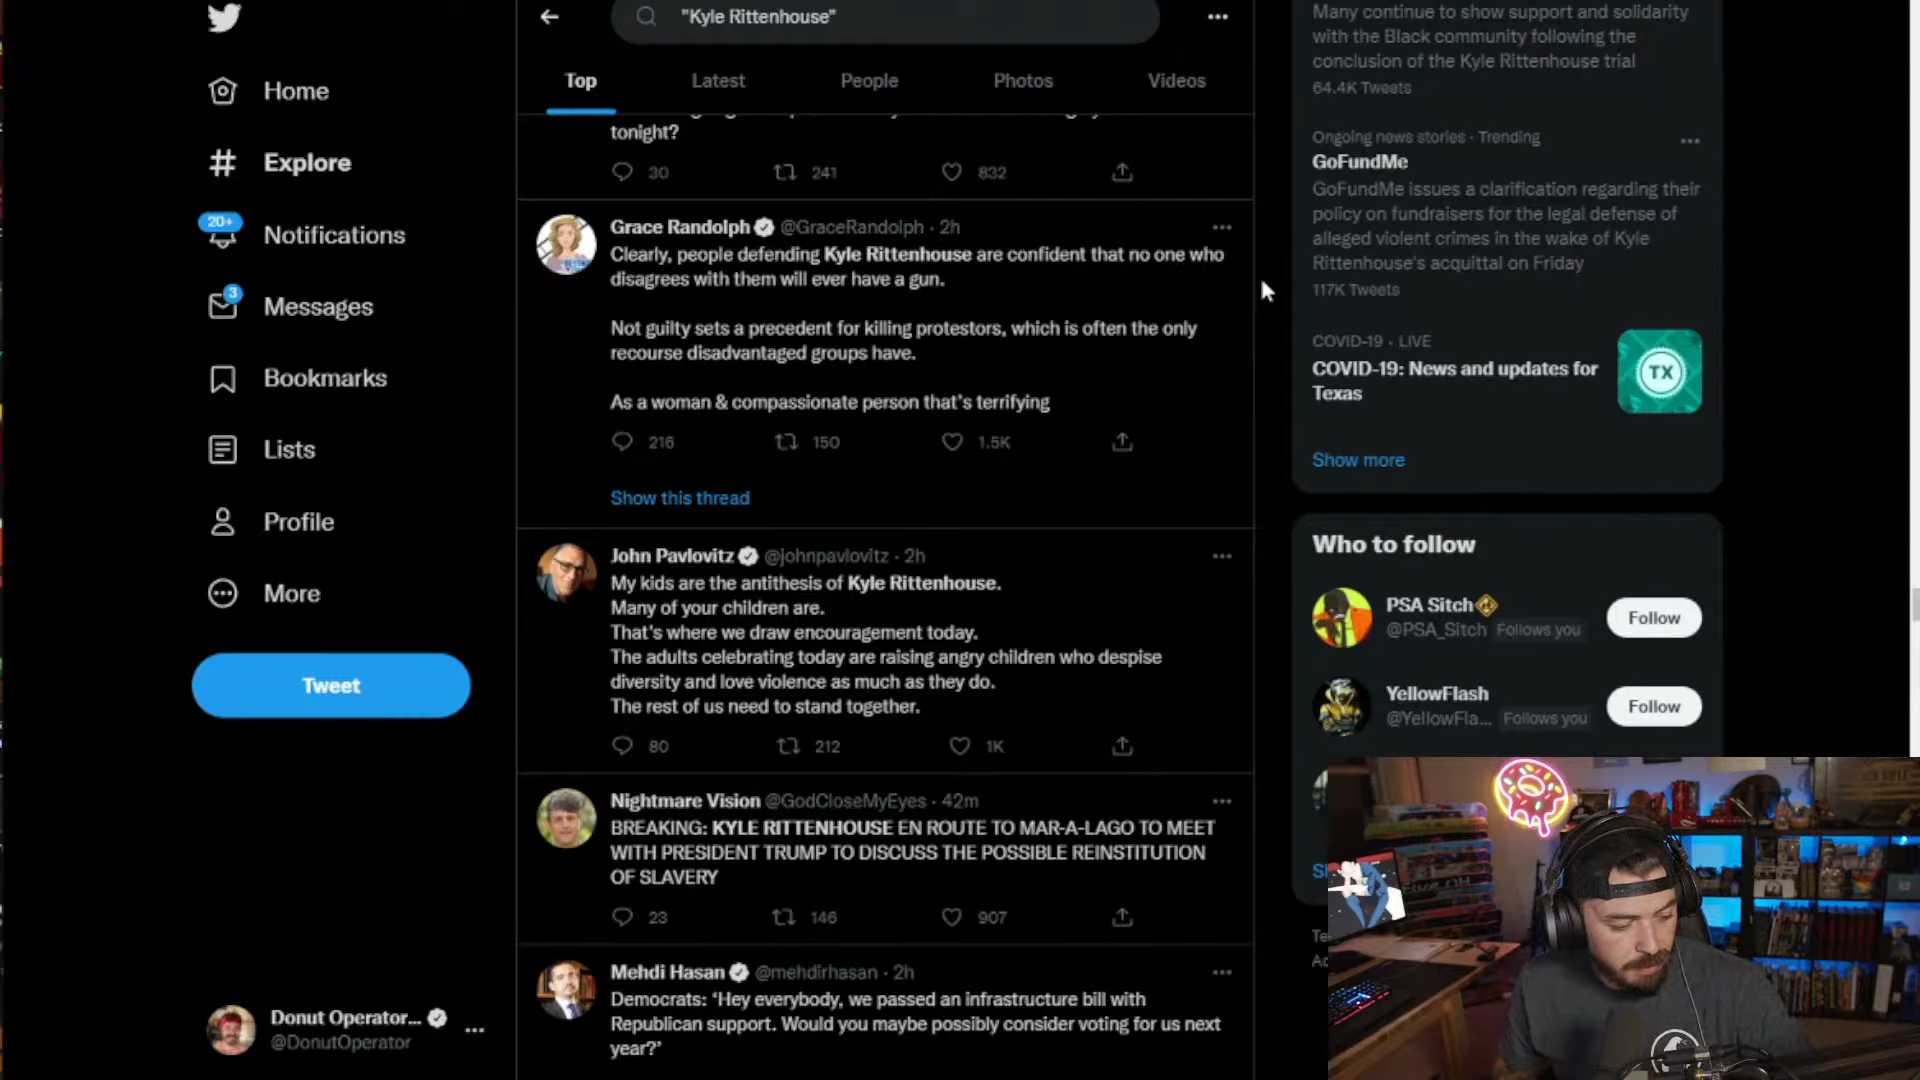 "Kyle Rittenhouse"
Top
Latest
People
Photos
Videos
Home
Explore
20+
Notifications
3
Messages
Bookmarks
Lists
Profile
More
Tweet
Donut Operator...
@DonutOperator
tonight?
30 241 832
Grace Randolph @GraceRandolph · 2h
Clearly, people defending Kyle Rittenhouse are confident that no one who
disagrees with them will ever have a gun.
Not guilty sets a precedent for killing protestors, which is often the only
recourse disadvantaged groups have.
As a woman & compassionate person that's terrifying
216 150 1.5K
Show this thread
John Pavlovitz @johnpavlovitz · 2h
My kids are the antithesis of Kyle Rittenhouse.
Many of your children are.
That's where we draw encouragement today.
The adults celebrating today are raising angry children who despise
diversity and love violence as much as they do.
The rest of us need to stand together.
80 212 1K
Nightmare Vision @GodCloseMyEyes · 42m
BREAKING: KYLE RITTENHOUSE EN ROUTE TO MAR-A-LAGO TO MEET
WITH PRESIDENT TRUMP TO DISCUSS THE POSSIBLE REINSTITUTION
OF SLAVERY
23 146 907
Mehdi Hasan @mehdirhasan · 2h
Democrats: 'Hey everybody, we passed an infrastructure bill with
Republican support. Would you maybe possibly consider voting for us next
year?'
Many continue to show support and solidarity
with the Black community following the
conclusion of the Kyle Rittenhouse trial
64.4K Tweets
Ongoing news stories · Trending
GoFundMe
GoFundMe issues a clarification regarding their
policy on fundraisers for the legal defense of
alleged violent crimes in the wake of Kyle
Rittenhouse's acquittal on Friday
117K Tweets
COVID-19 · LIVE
COVID-19: News and updates for
Texas
TX
Show more
Who to follow
PSA Sitch
@PSA_Sitch Follows you
Follow
YellowFlash
@YellowFla... Follows you
Follow